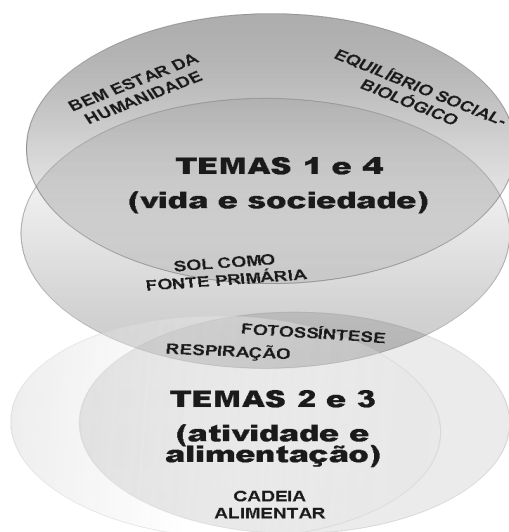 BEM ESTAR DA
HUMANIDADE
EQUILÍBRIO SOCIAL-
BIOLÓGICO
TEMAS 1 e 4
(vida e sociedade)
SOL COMO
FONTE PRIMÁRIA
FOTOSSÍNTESE
RESPIRAÇÃO
TEMAS 2 e 3
(atividade e
alimentação)
CADEIA
ALIMENTAR